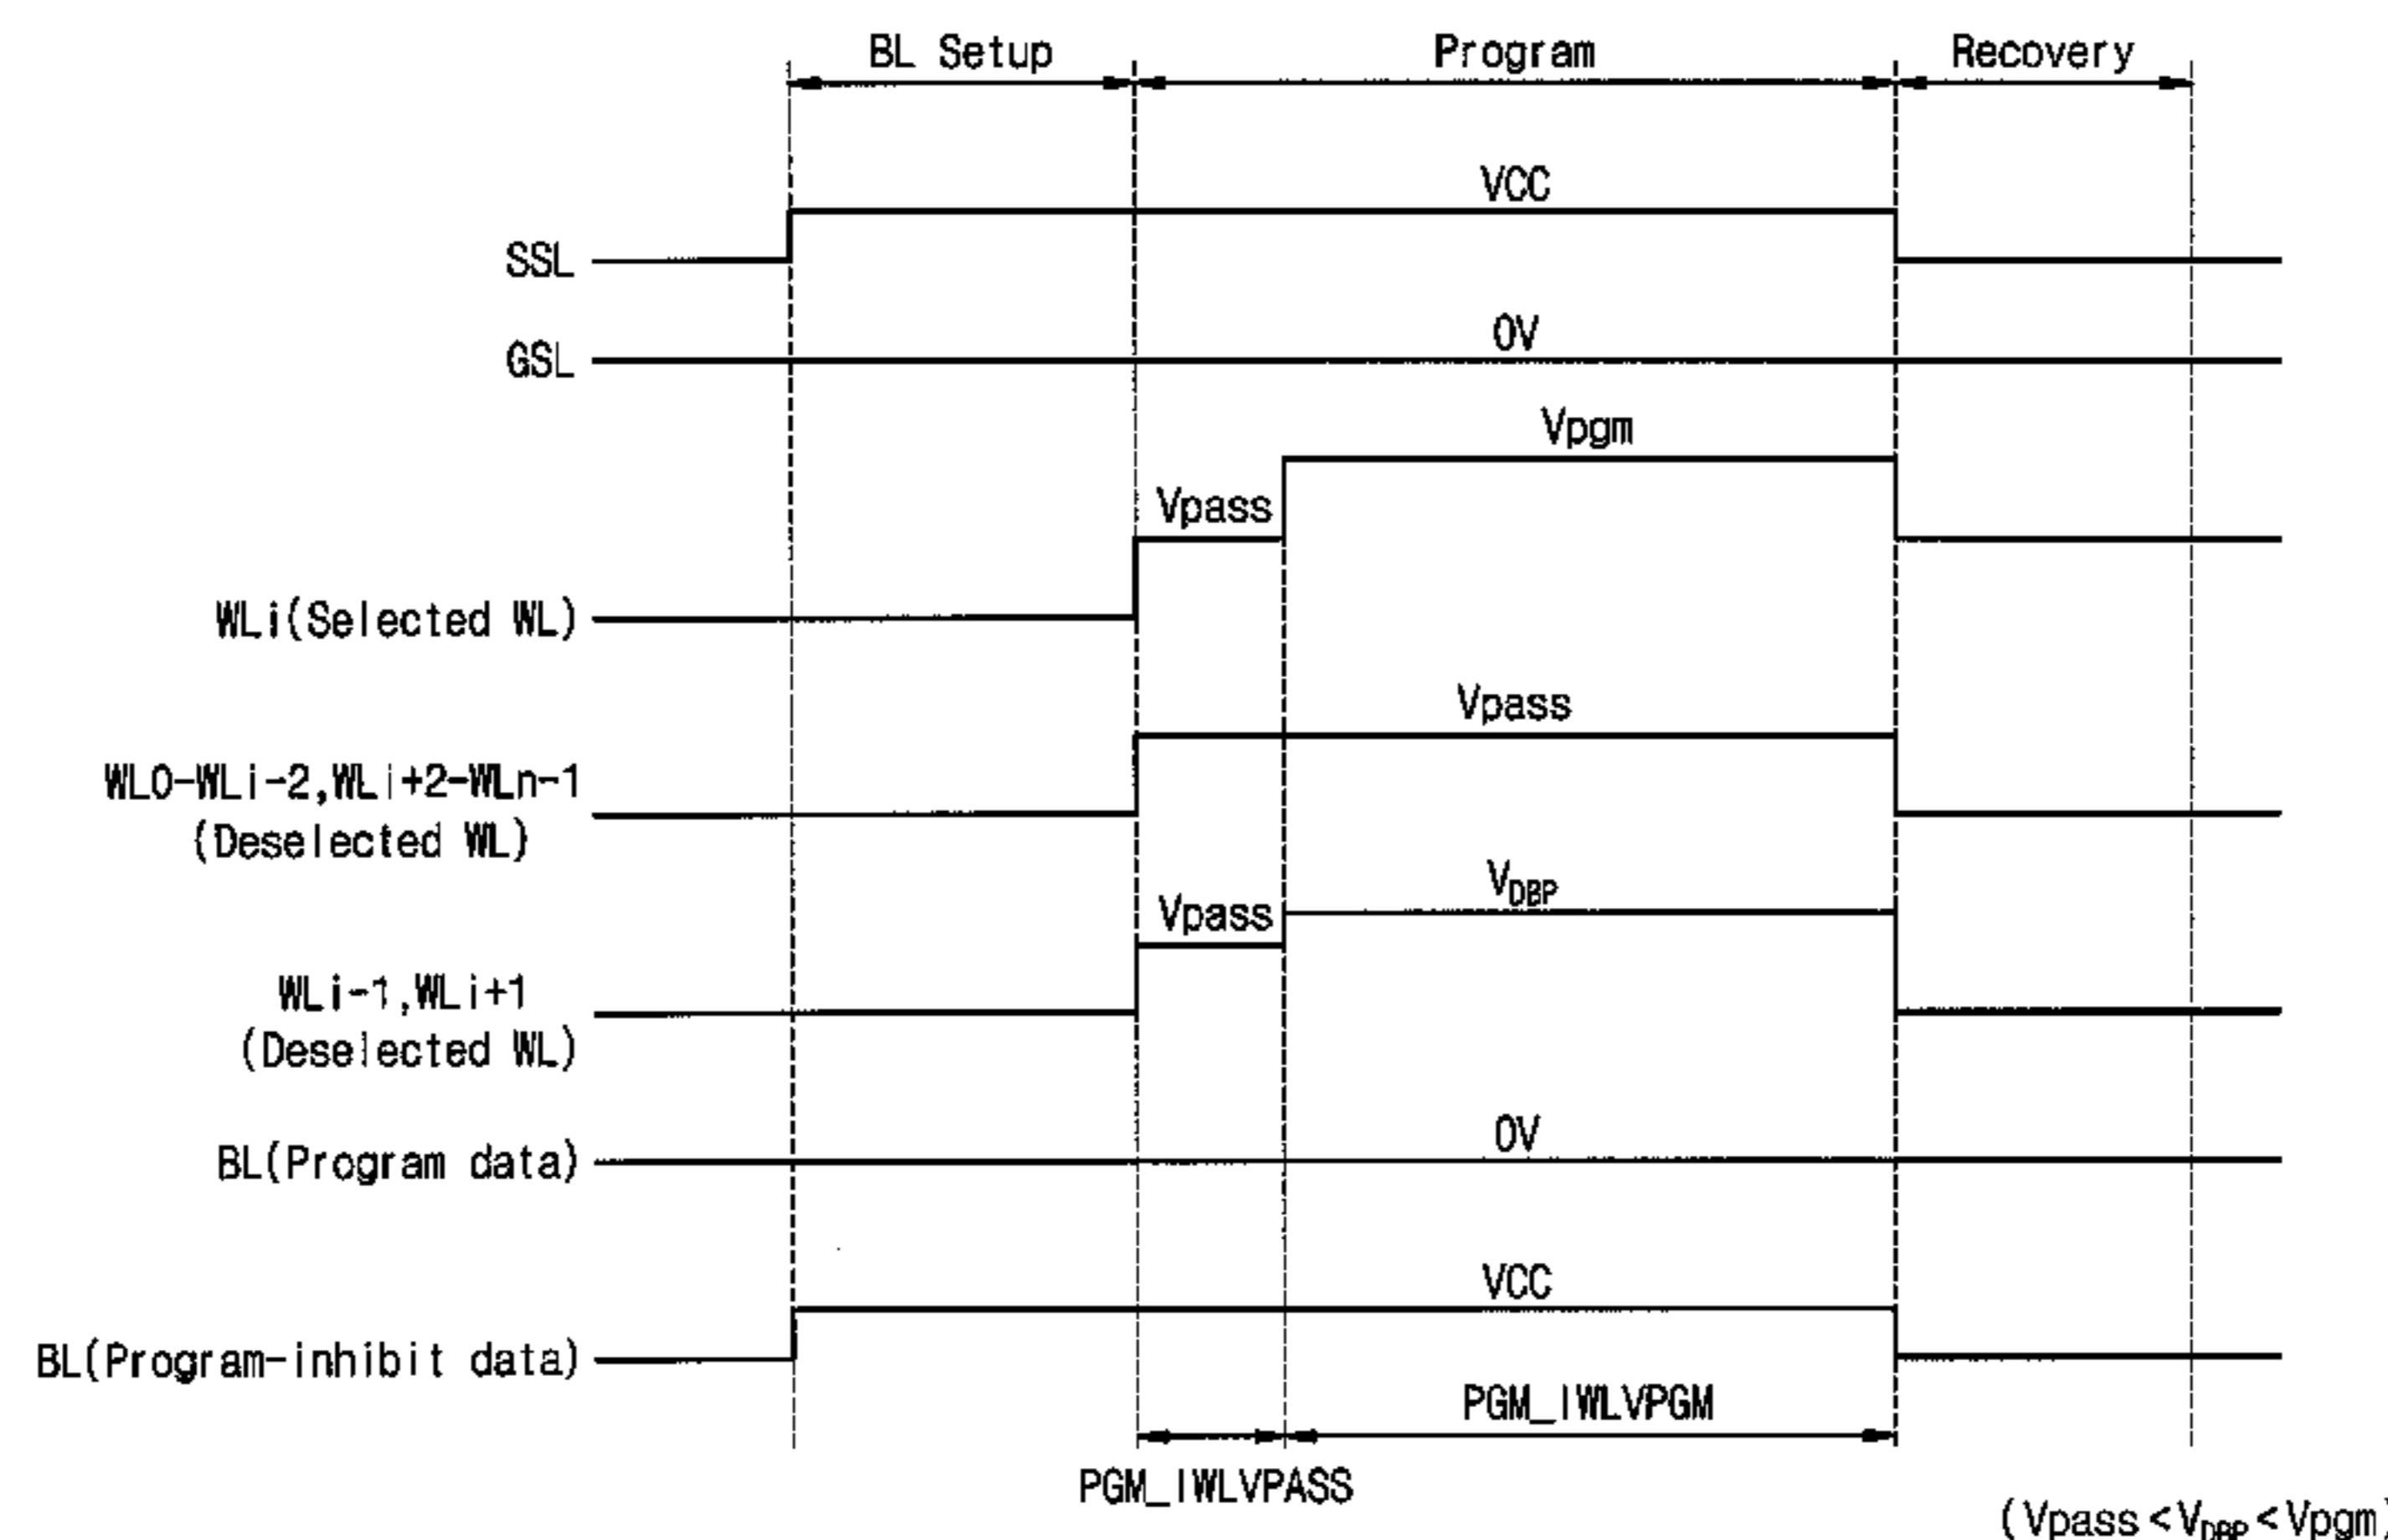 BL Setup
Program
Recovery
VCC
SSL
0V
GSL
Vpgm
Vpass
WLi(Selected WL)
Vpass
WL0-WLi-2,WLi+2-WLn-1
(Deselected WL)
VDBP
Vpass
WLi-1,WLi+1
(Deselected WL)
0V
BL(Program data)
VCC
BL(Program-inhibit data)
PGM_IWLVPGM
PGM_IWLVPASS
(Vpass<VDBP<Vpgm)